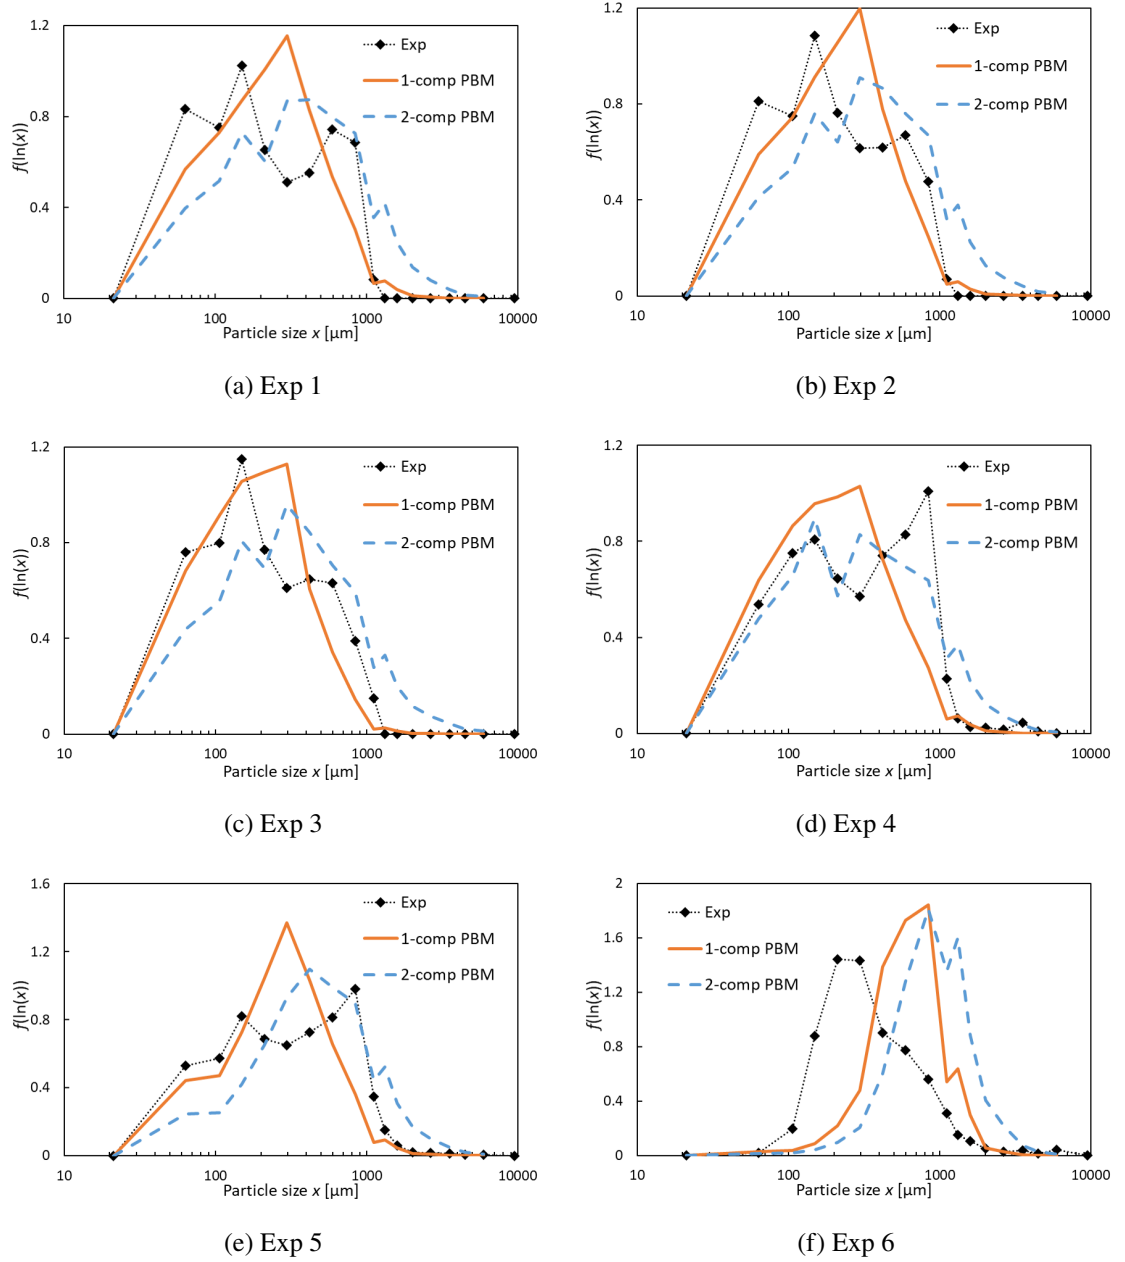 1.2
0.8
0.4
0
f(ln(x))
Exp
1-comp PBM
2-comp PBM
10
100
1000
10000
Particle size x [µm]
(a) Exp 1
1.2
0.8
0.4
0
f(ln(x))
Exp
1-comp PBM
2-comp PBM
10
100
1000
10000
Particle size x [µm]
(b) Exp 2
1.2
0.8
0.4
0
f(ln(x))
Exp
1-comp PBM
2-comp PBM
10
100
1000
10000
Particle size x [µm]
(c) Exp 3
1.2
0.8
0.4
0
f(ln(x))
Exp
1-comp PBM
2-comp PBM
10
100
1000
10000
Particle size x [µm]
(d) Exp 4
1.6
1.2
0.8
0.4
0
f(ln(x))
Exp
1-comp PBM
2-comp PBM
10
100
1000
10000
Particle size x [µm]
(e) Exp 5
2
1.6
1.2
0.8
0.4
0
f(ln(x))
Exp
1-comp PBM
2-comp PBM
10
100
1000
10000
Particle size x [µm]
(f) Exp 6